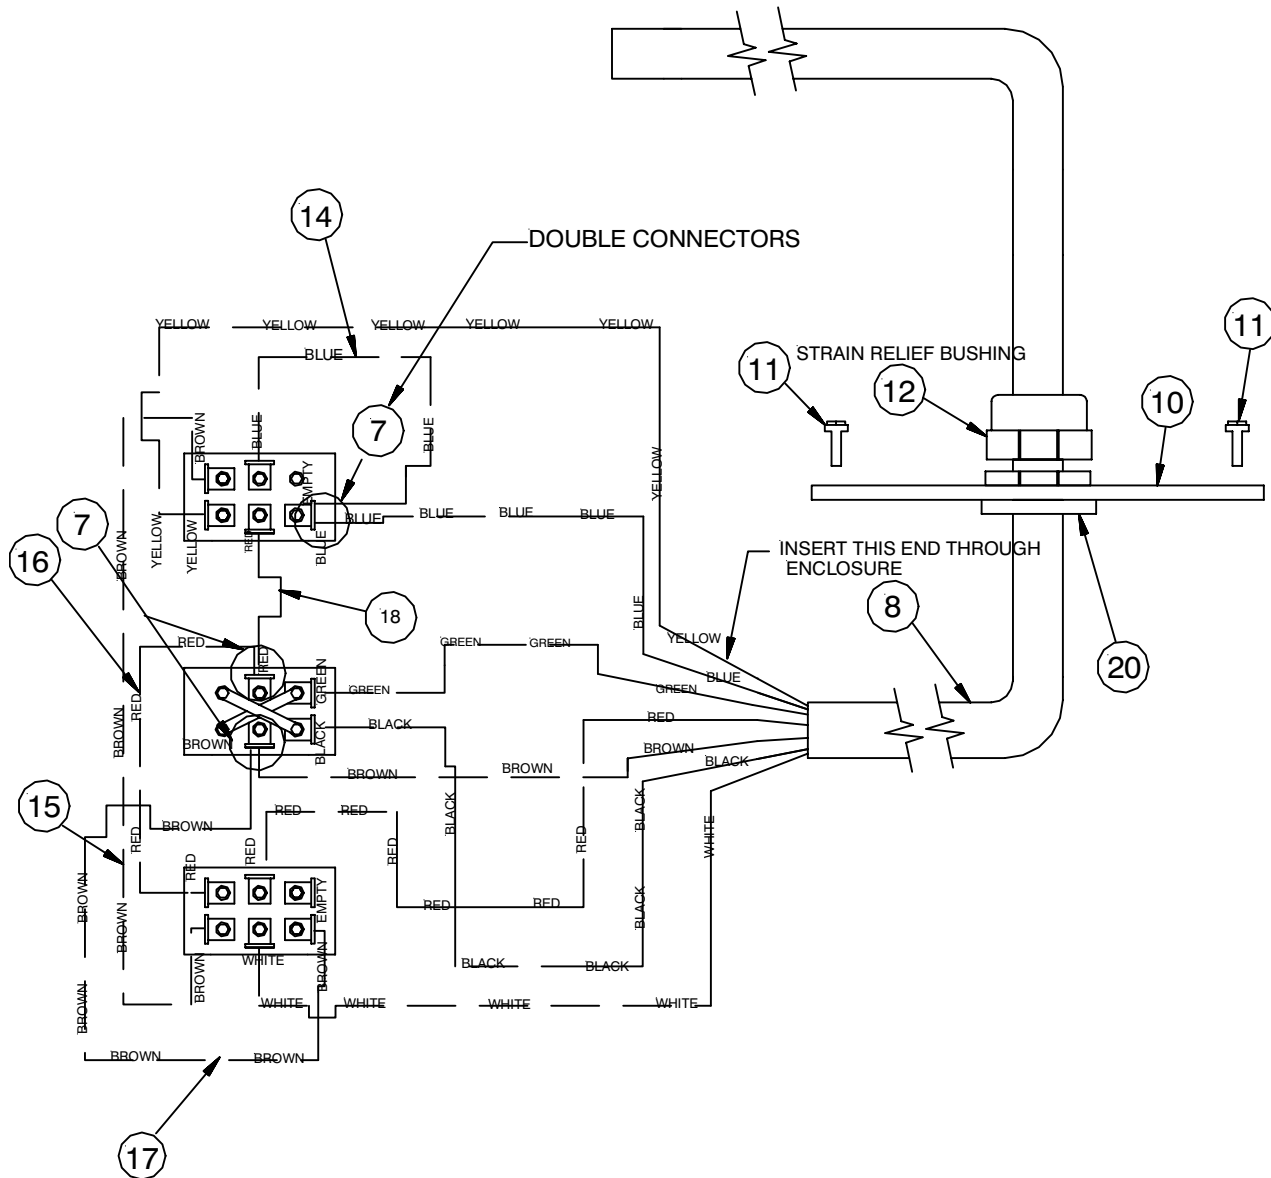 14
DOUBLE CONNECTORS
YELLOW YELLOW YELLOW YELLOW YELLOW
11
STRAIN RELIEF BUSHING
11
BLUE
12
10
7
BROWN
BLUE
BLUE
EMPTY
YELLOW
7
BLUE BLUE BLUE BLUE
YELLOW
YELLOW
RED
BLUE
BROWN
16
INSERT THIS END THROUGH
ENCLOSURE
18
8
BLUE
RED
RED
GREEN GREEN
YELLOW
20
BLUE
GREEN
GREEN
RED
BLACK
RED
BROWN
BROWN
BLACK
BROWN
BLACK
BROWN BROWN
15
RED
BROWN
RED RED
RED
RED
RED
BLACK
RED
BLACK
WHITE
RED
EMPTY
RED RED
BROWN
BROWN
BLACK
WHITE
BROWN
BROWN
BLACK BLACK
BROWN
WHITE WHITE WHITE WHITE
BROWN BROWN
17